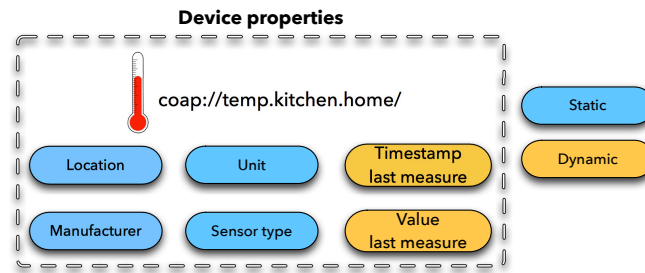 Device properties
coap://temp.kitchen.home/
Location
Unit
Timestamp
last measure
Manufacturer
Sensor type
Value
last measure
Static
Dynamic